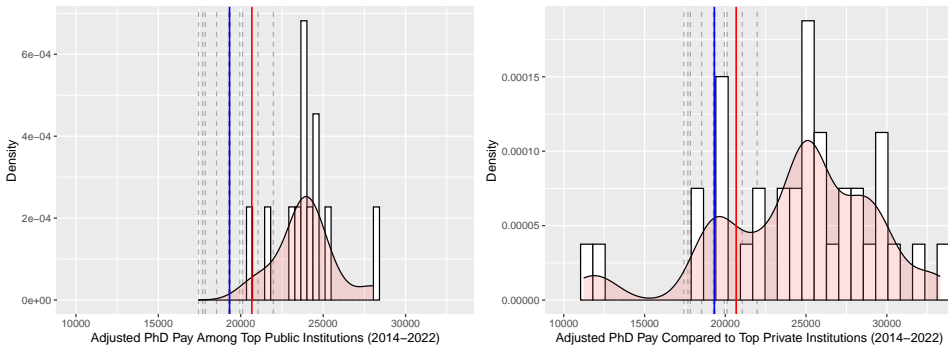 6e−04
4e−04
2e−04
0e+00
Density
10000 15000 20000 25000 30000
Adjusted PhD Pay Among Top Public Institutions (2014−2022)
0.00015
0.00010
0.00005
0.00000
Density
10000 15000 20000 25000 30000
Adjusted PhD Pay Compared to Top Private Institutions (2014−2022)